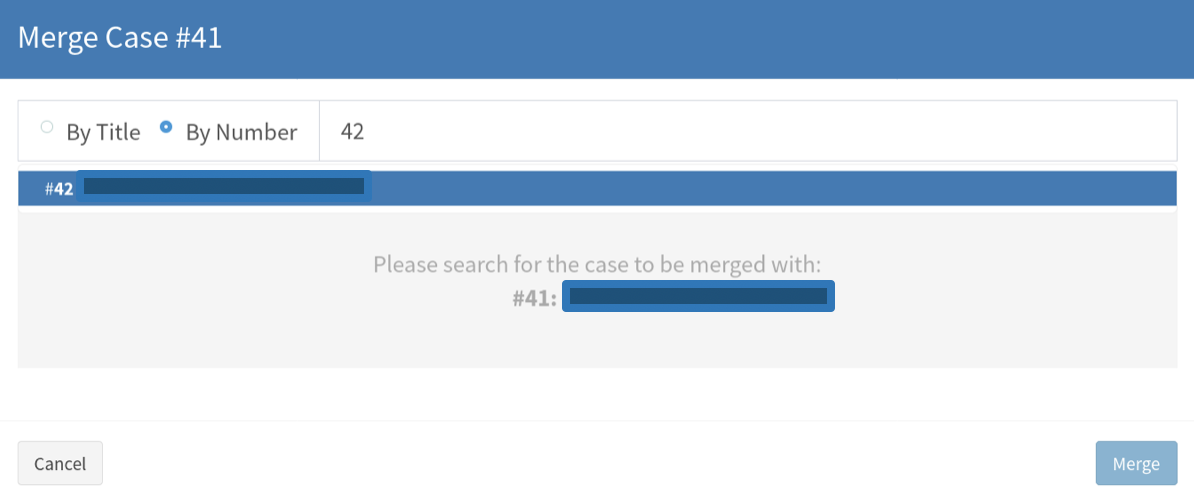 Merge Case #41
By Title By Number 42
#42
Please search for the case to be merged with:
#41:
Cancel Merge